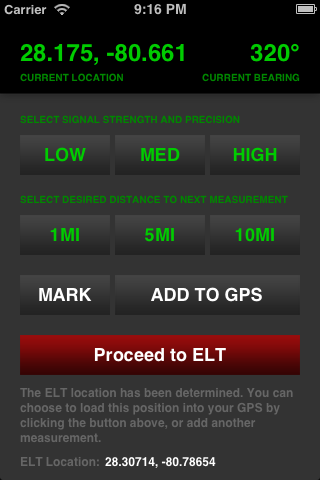 Carrer 9:16 PM
28.175, -80.661 320°
CURRENT LOCATION CURRENT BEARING
SELECT SIGNAL STRENGTH AND PRECISION
LOW MED HIGH
SELECT DESIRED DISTANCE TO NEXT MEASUREMENT
1MI 5MI 10MI
MARK ADD TO GPS
Proceed to ELT
The ELT location has been determined. You can
choose to load this position into your GPS by
clicking the button above, or add another
measurement.
ELT Location: 28.30714, -80.78654